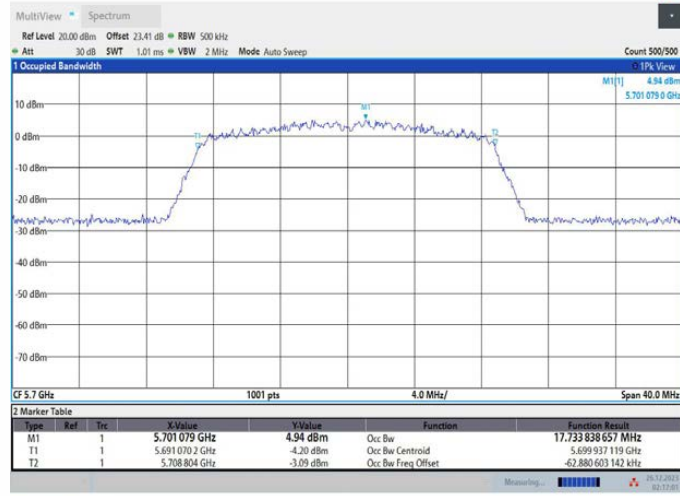 MultiView Spectrum
Ref Level 20.00 dBm Offset 23.41 dB RBW 500 kHz
Att 30 dB SWT 1.01 ms VBW 2 MHz Mode Auto Sweep Count 500/500
1 Occupied Bandwidth 1Pk View
M1[1] 4.94 dBm
5.701 079 0 GHz
M1
10 dBm
T1 T2
0 dBm
-10 dBm
-20 dBm
-30 dBm
-40 dBm
-50 dBm
-60 dBm
-70 dBm
CF 5.7 GHz 1001 pts 4.0 MHz/ Span 40.0 MHz
2 Marker Table
Type Ref Trc X-Value Y-Value Function Function Result
M1 1 5.701 079 GHz 4.94 dBm Occ Bw 17.733 838 657 MHz
T1 1 5.691 070 2 GHz -4.20 dBm Occ Bw Centroid 5.699 937 119 GHz
T2 1 5.708 804 GHz -3.09 dBm Occ Bw Freq Offset -62.880 603 142 kHz
Measuring... 20.12.2023
02:17:01